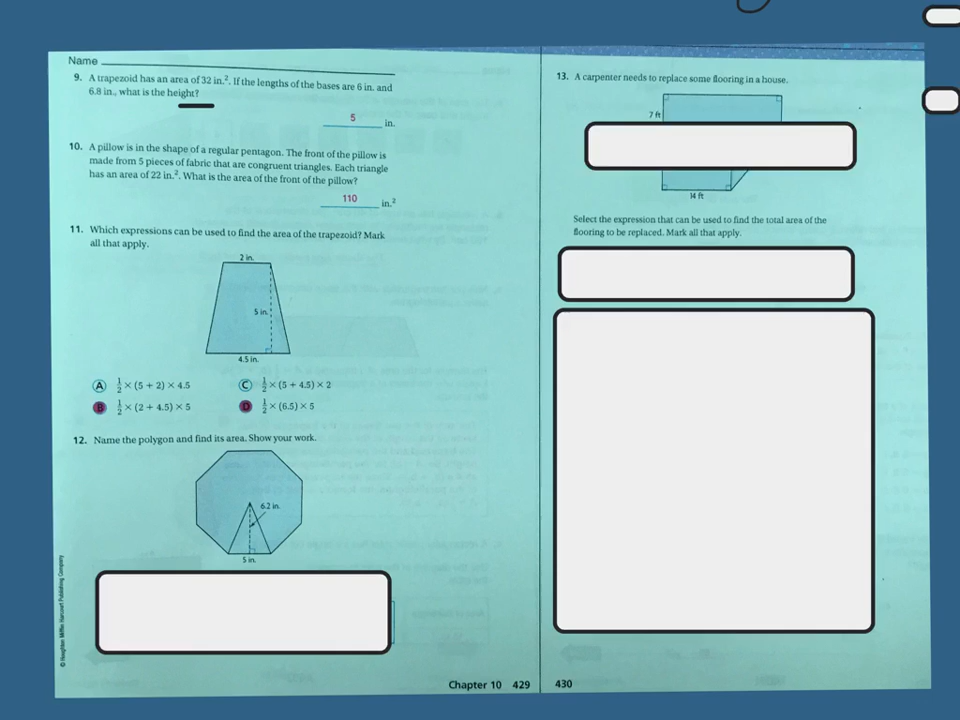 Name
9. A trapezoid has an area of 32 in.². If the lengths of the bases are 6 in. and
6.8 in., what is the height?
5 in.
10. A pillow is in the shape of a regular pentagon. The front of the pillow is
made from 5 pieces of fabric that are congruent triangles. Each triangle
has an area of 22 in.². What is the area of the front of the pillow?
110 in.²
11. Which expressions can be used to find the area of the trapezoid? Mark
all that apply.
2 in.
5 in.
4.5 in.
A ½ × (5 + 2) × 4.5
C ½ × (5 + 4.5) × 2
B ½ × (2 + 4.5) × 5
D ½ × (6.5) × 5
12. Name the polygon and find its area. Show your work.
6.2 in.
5 in.
© Houghton Mifflin Harcourt Publishing Company
Chapter 10 429
13. A carpenter needs to replace some flooring in a house.
7 ft
14 ft
Select the expression that can be used to find the total area of the
flooring to be replaced. Mark all that apply.
430